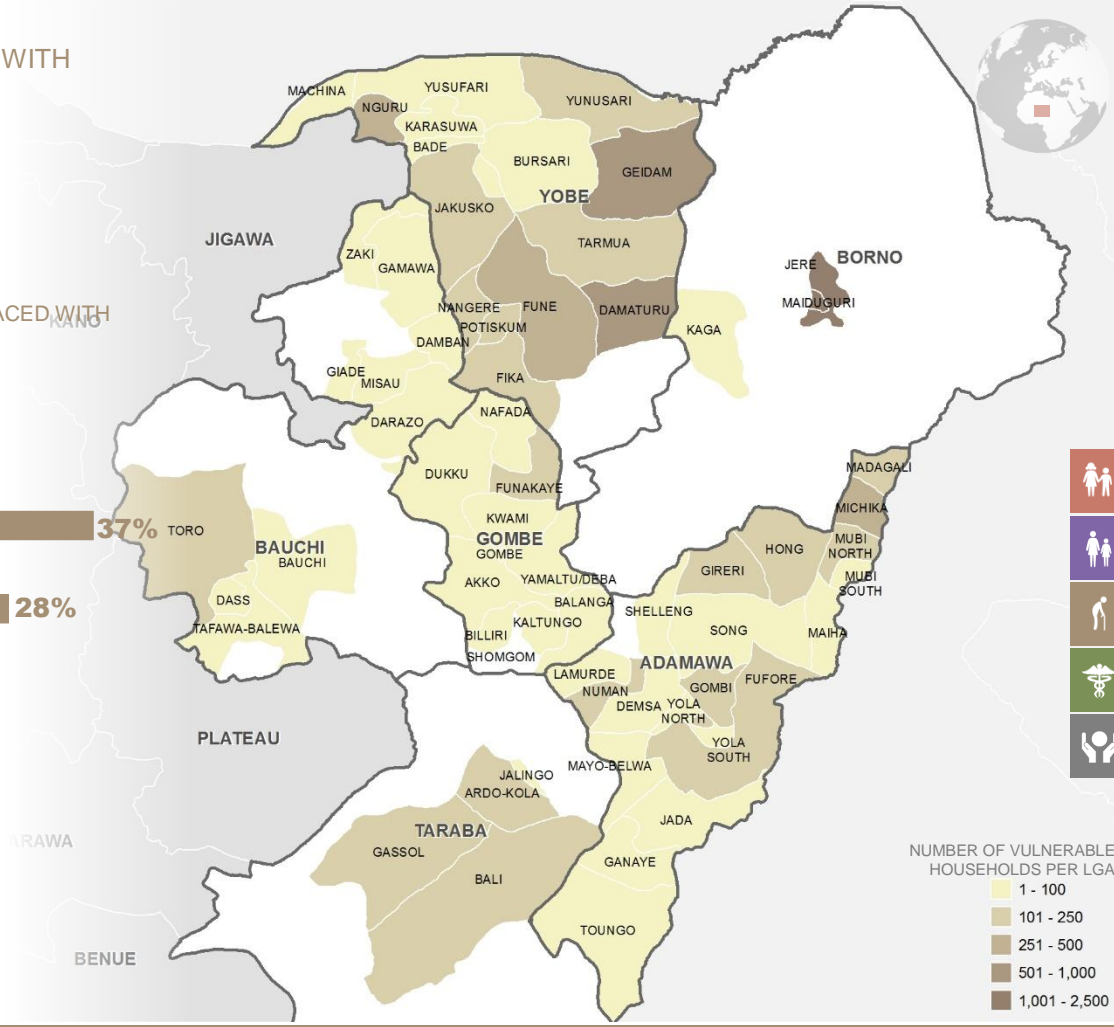 WITH
MACHINA
YUSUFARI
YUNUSARI
NGURU
KARASUWA
BADE
BURSARI
GEIDAM
YOBE
JAKUSKO
TARMUA
JIGAWA
ZAKI
GAMAWA
JERE
BORNO
MAIDUGURI
NANGERE
FUNE
DAMATURU
ACED WITH
KANO
POTISKUM
KAGA
DAMBAN
GIADE
MISAU
FIKA
DARAZO
NAFADA
DUKKU
FUNAKAYE
MADAGALI
MICHIKA
37%
TORO
KWAMI
GOMBE
GOMBE
BAUCHI
BAUCHI
HONG
MUBI
NORTH
GIRERI
AKKO
YAMALTU/DEBA
MUBI
SOUTH
28%
DASS
BALANGA
SHELLENG
TAFAWA-BALEWA
KALTUNGO
BILLIRI
SONG
MAIHA
SHOMGOM
ADAMAWA
LAMURDE
NUMAN
GOMBI
FUFORE
DEMSA
YOLA
NORTH
PLATEAU
YOLA
SOUTH
MAYO-BELWA
JALINGO
ARDO-KOLA
TARABA
JADA
ARAWA
GASSOL
GANAYE
BALI
TOUNGO
BENUE
NUMBER OF VULNERABLE
HOUSEHOLDS PER LGA
1 - 100
101 - 250
251 - 500
501 - 1,000
1,001 - 2,500